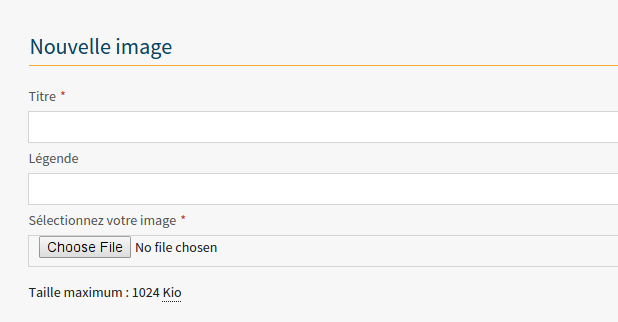 Nouvelle image
Titre *
Légende
Sélectionnez votre image *
Choose File No file chosen
Taille maximum : 1024 Kio